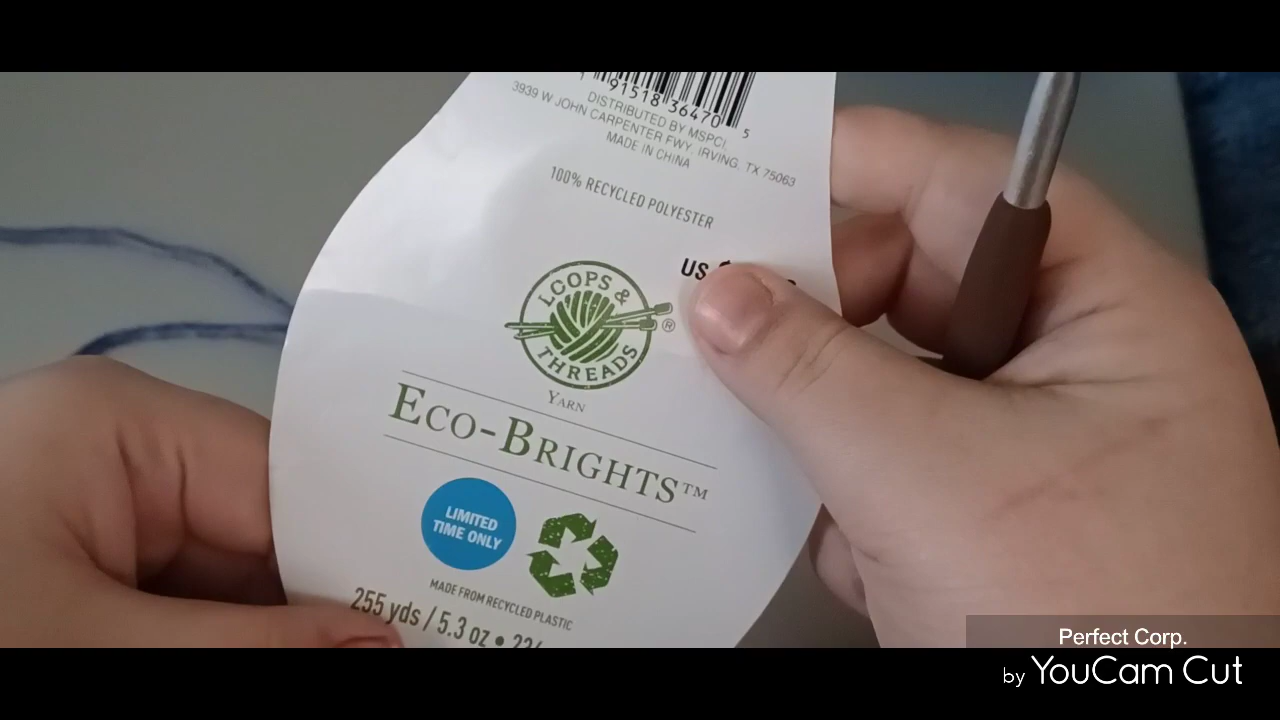 1 91518 36470 5
DISTRIBUTED BY MSPCI,
3939 W JOHN CARPENTER FWY, IRVING, TX 75063
MADE IN CHINA
100% RECYCLED POLYESTER
US
LOOPS &
THREADS
®
YARN
ECO-BRIGHTS™
LIMITED
TIME ONLY
MADE FROM RECYCLED PLASTIC
255 yds / 5.3 oz •
Perfect Corp.
by YouCam Cut